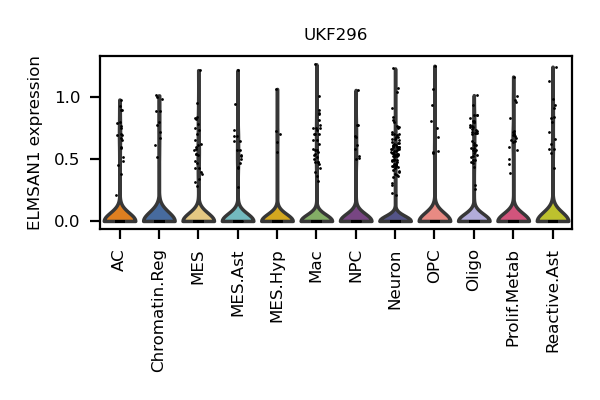 UKF296
ELMSAN1 expression
1.0
0.5
0.0
AC
Chromatin.Reg
MES
MES.Ast
MES.Hyp
Mac
NPC
Neuron
OPC
Oligo
Prolif.Metab
Reactive.Ast